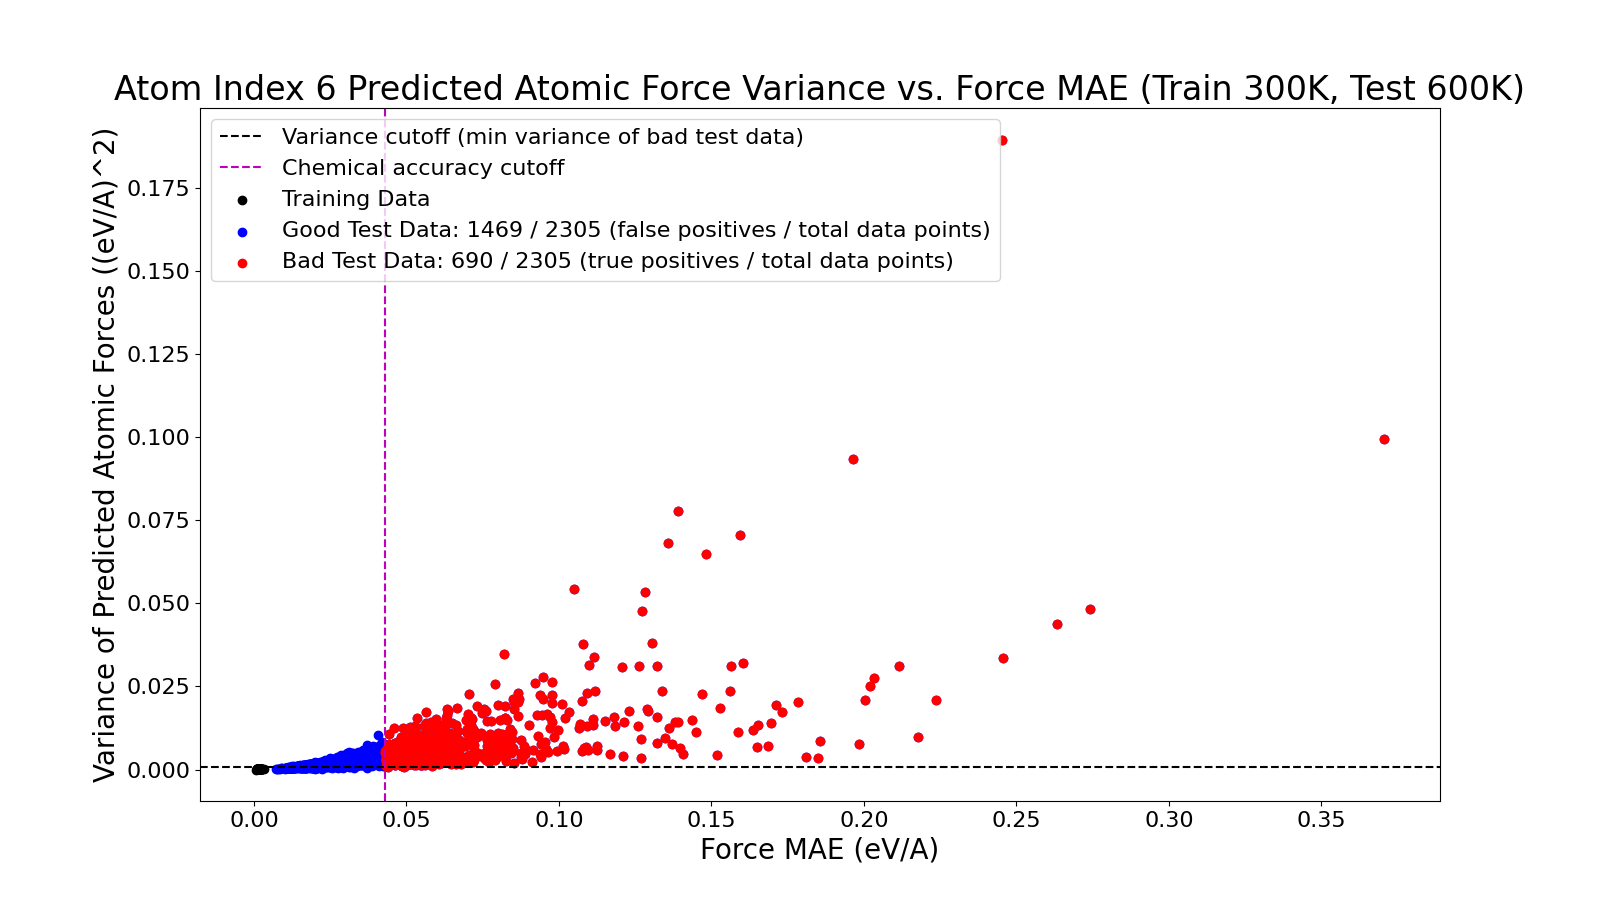 Atom Index 6 Predicted Atomic Force Variance vs. Force MAE (Train 300K, Test 600K)
Variance cutoff (min variance of bad test data)
Chemical accuracy cutoff
Training Data
Good Test Data: 1469 / 2305 (false positives / total data points)
Bad Test Data: 690 / 2305 (true positives / total data points)
Variance of Predicted Atomic Forces ((eV/A)^2)
0.175
0.150
0.125
0.100
0.075
0.050
0.025
0.000
0.00 0.05 0.10 0.15 0.20 0.25 0.30 0.35
Force MAE (eV/A)